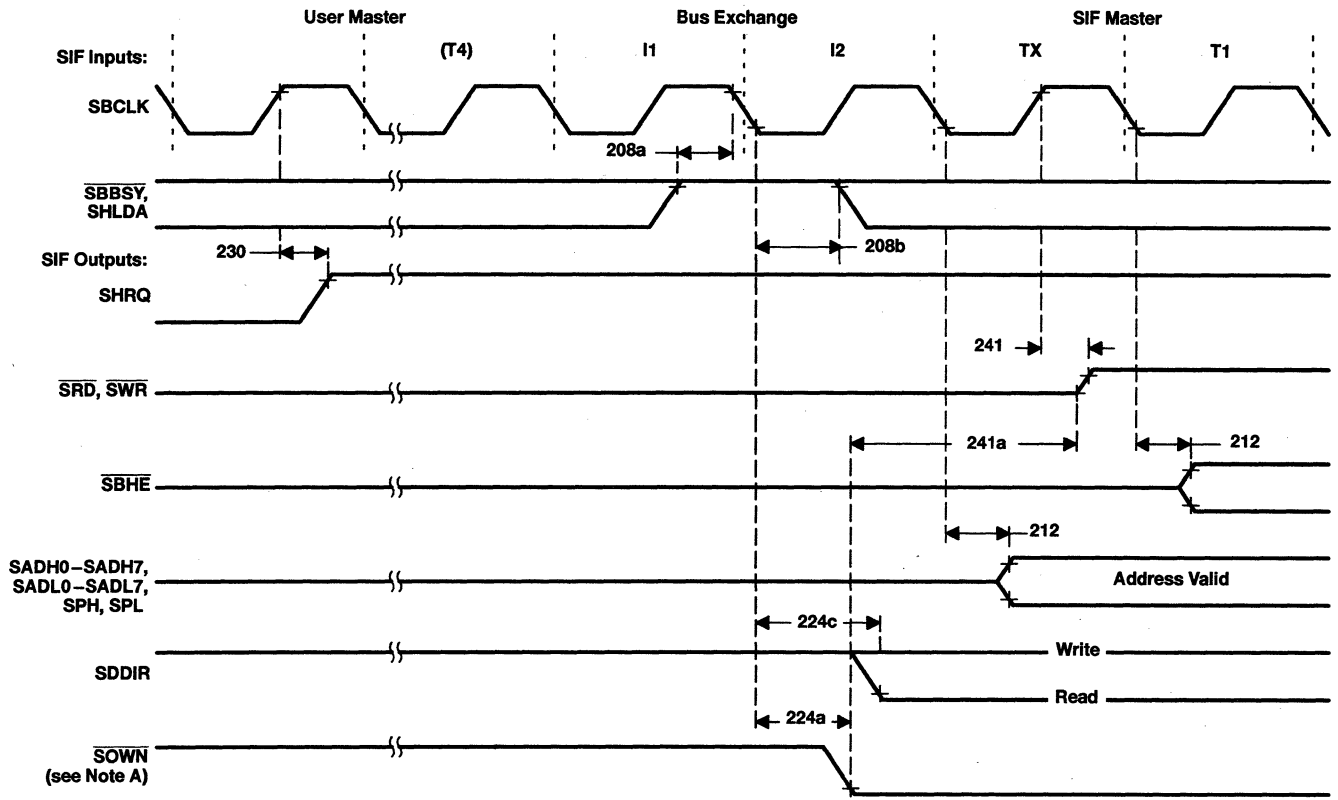 User Master
Bus Exchange
SIF Master
SIF Inputs:
(T4)
I1
I2
TX
T1
SBCLK
208a
SBBSY,
SHLDA
230
208b
SIF Outputs:
SHRQ
241
SRD, SWR
241a
212
SBHE
212
SADH0–SADH7,
SADL0–SADL7,
SPH, SPL
Address Valid
224c
SDDIR
Write
Read
224a
SOWN
(see Note A)